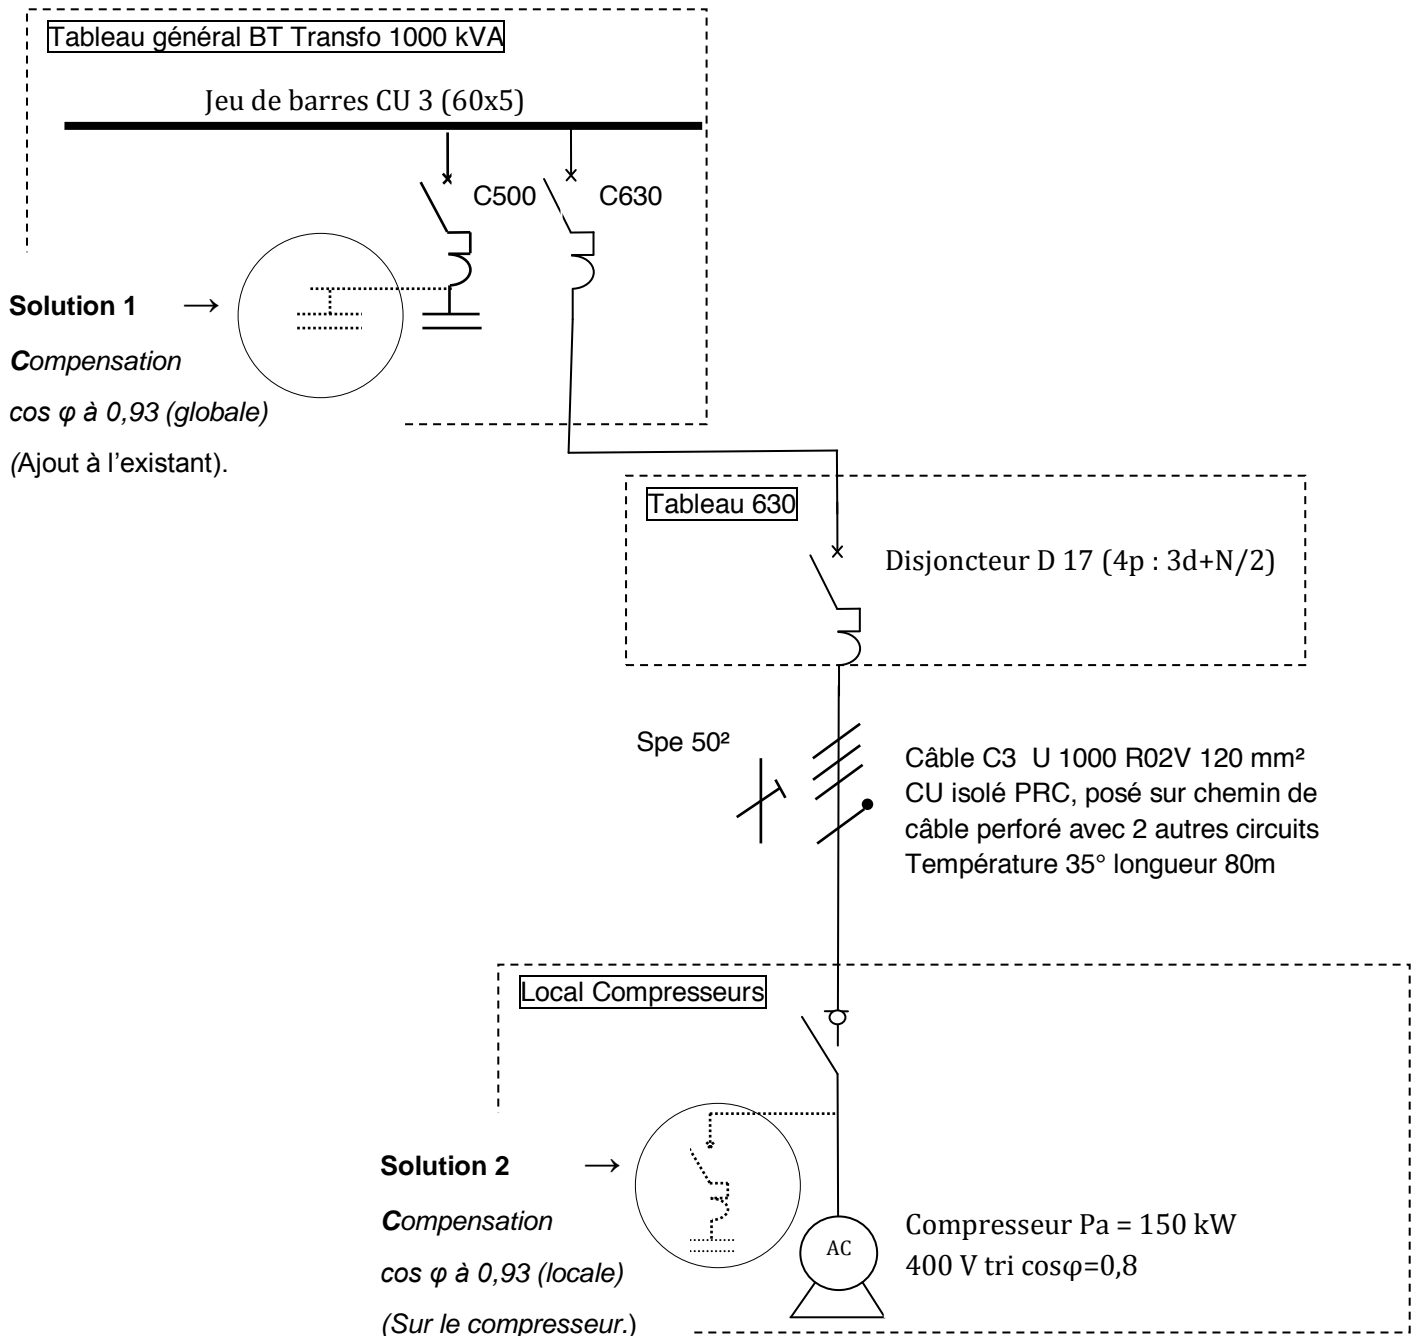 Tableau général BT Transfo 1000 kVA
Jeu de barres CU 3 (60x5)
C500
C630
Solution 1 →
Compensation
cos φ à 0,93 (globale)
(Ajout à l'existant).
Tableau 630
Disjoncteur D 17 (4p : 3d+N/2)
Spe 50²
Câble C3 U 1000 R02V 120 mm²
CU isolé PRC, posé sur chemin de
câble perforé avec 2 autres circuits
Température 35° longueur 80m
Local Compresseurs
Solution 2 →
Compensation
cos φ à 0,93 (locale)
(Sur le compresseur.)
AC
Compresseur Pa = 150 kW
400 V tri cosφ=0,8